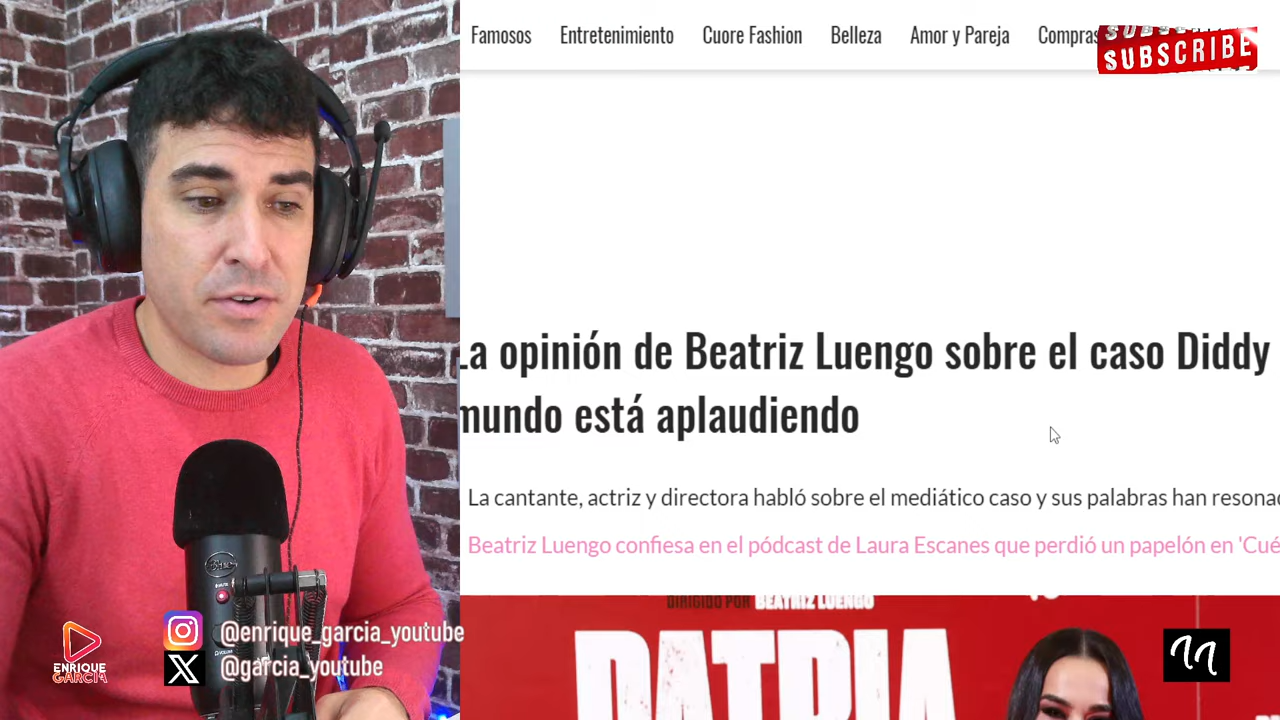 Famosos Entretenimiento Cuore Fashion Belleza Amor y Pareja Compras
SUBSCRIBE
La opinión de Beatriz Luengo sobre el caso Diddy
mundo está aplaudiendo
La cantante, actriz y directora habló sobre el mediático caso y sus palabras han resonad
Beatriz Luengo confiesa en el pódcast de Laura Escanes que perdió un papelón en 'Cué
DIRIGIDO POR BEATRIZ LUENGO
PATRIA
@enrique_garcia_youtube
@garcia_youtube
ENRIQUE
GARCIA